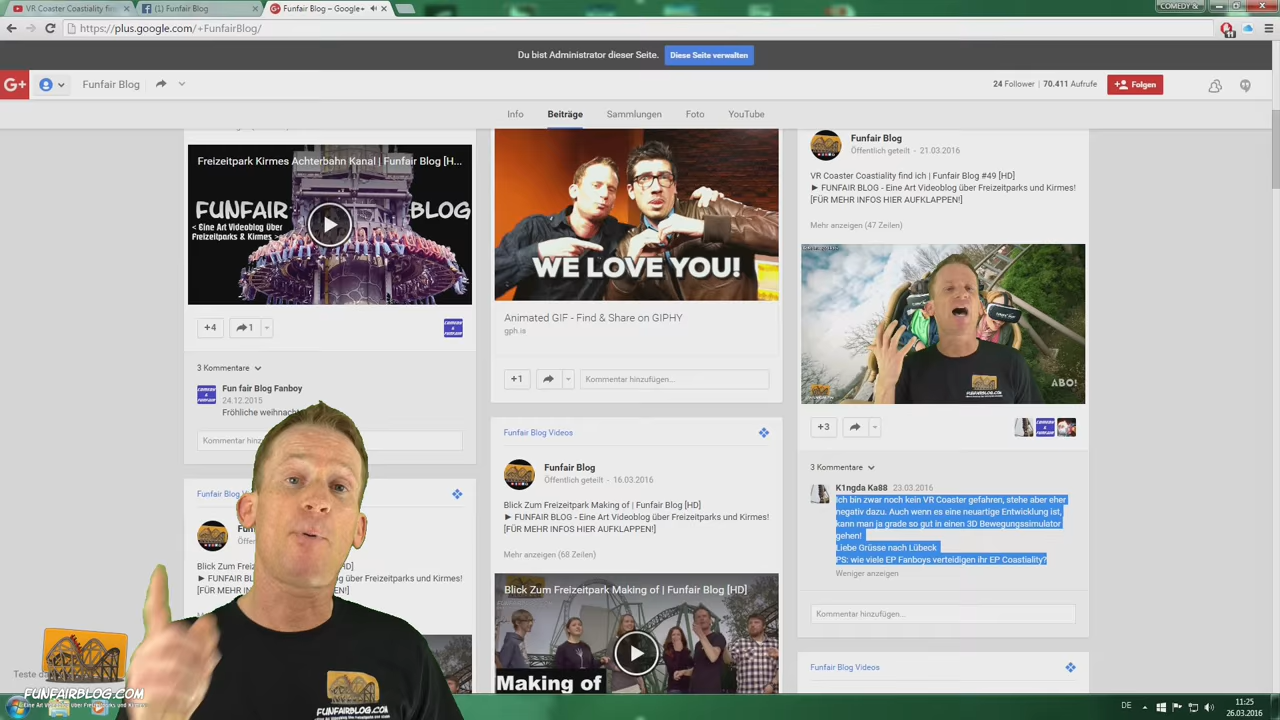 VR Coaster Coastiality find
(1) Funfair Blog
Funfair Blog – Google+
COMEDY &
https://plus.google.com/+FunfairBlog/
Du bist Administrator dieser Seite. Diese Seite verwalten
G+
Funfair Blog
24 Follower | 70.411 Aufrufe
Folgen
Info Beiträge Sammlungen Foto YouTube
Freizeitpark Kirmes Achterbahn Kanal | Funfair Blog [H...
FUNFAIR BLOG
< Eine Art Videoblog über
Freizeitparks & Kirmes >
+4
1
3 Kommentare
Fun fair Blog Fanboy
24.12.2015
Fröhliche
Kommentar
Funfair
Blick Zum
► FUNFAIR
[FÜR MEHR
blog über Freizeitparks und Kirmes!
WE LOVE YOU!
Animated GIF - Find & Share on GIPHY
gph.is
+1
Kommentar hinzufügen...
Funfair Blog Videos
Funfair Blog
Öffentlich geteilt - 16.03.2016
Blick Zum Freizeitpark Making of | Funfair Blog [HD]
► FUNFAIR BLOG - Eine Art Videoblog über Freizeitparks und Kirmes!
[FÜR MEHR INFOS HIER AUFKLAPPEN!]
Mehr anzeigen (68 Zeilen)
Blick Zum Freizeitpark Making of | Funfair Blog [HD]
Making of
Funfair Blog
Öffentlich geteilt - 21.03.2016
VR Coaster Coastiality find ich | Funfair Blog #49 [HD]
► FUNFAIR BLOG - Eine Art Videoblog über Freizeitparks und Kirmes!
[FÜR MEHR INFOS HIER AUFKLAPPEN!]
Mehr anzeigen (47 Zeilen)
ABO!
+3
3 Kommentare
K1ngda Ka88 23.03.2016
Ich bin zwar noch kein VR Coaster gefahren, stehe aber eher
negativ dazu. Auch wenn es eine neuartige Entwicklung ist,
kann man ja grade so gut in einen 3D Bewegungssimulator
gehen!
Liebe Grüsse nach Lübeck
PS: wie viele EP Fanboys verteidigen ihr EP Coastiality?
Weniger anzeigen
Kommentar hinzufügen...
Funfair Blog Videos
FUNFAIRBLOG.COM
Eine Art Videoblog über Freizeitparks & Kirmes
DE
11:25
26.03.2016